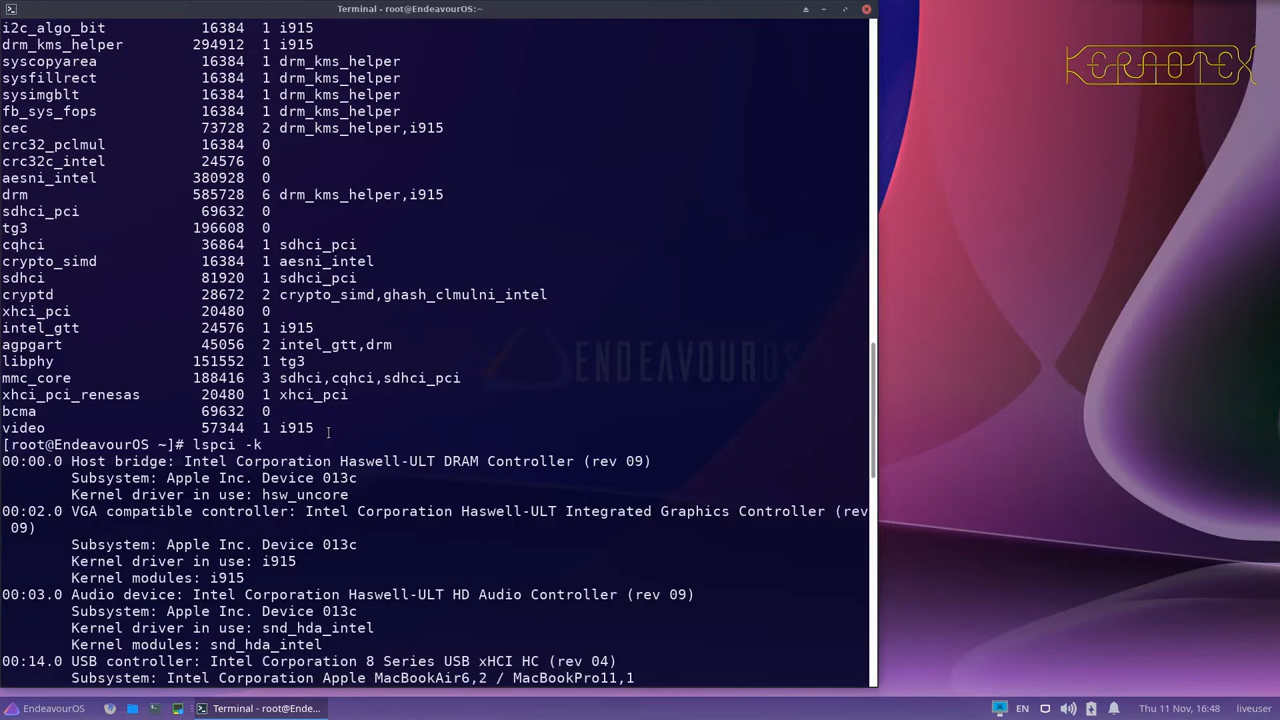 Terminal - root@EndeavourOS:~
KERNOTEX
i2c_algo_bit 16384 1 i915
drm_kms_helper 294912 1 i915
syscopyarea 16384 1 drm_kms_helper
sysfillrect 16384 1 drm_kms_helper
sysimgblt 16384 1 drm_kms_helper
fb_sys_fops 16384 1 drm_kms_helper
cec 73728 2 drm_kms_helper,i915
crc32_pclmul 16384 0
crc32c_intel 24576 0
aesni_intel 380928 0
drm 585728 6 drm_kms_helper,i915
sdhci_pci 69632 0
tg3 196608 0
cqhci 36864 1 sdhci_pci
crypto_simd 16384 1 aesni_intel
sdhci 81920 1 sdhci_pci
cryptd 28672 2 crypto_simd,ghash_clmulni_intel
xhci_pci 20480 0
intel_gtt 24576 1 i915
agpgart 45056 2 intel_gtt,drm
libphy 151552 1 tg3
mmc_core 188416 3 sdhci,cqhci,sdhci_pci
xhci_pci_renesas 20480 1 xhci_pci
bcma 69632 0
video 57344 1 i915
ENDEAVOUROS
[root@EndeavourOS ~]# lspci -k
00:00.0 Host bridge: Intel Corporation Haswell-ULT DRAM Controller (rev 09)
Subsystem: Apple Inc. Device 013c
Kernel driver in use: hsw_uncore
00:02.0 VGA compatible controller: Intel Corporation Haswell-ULT Integrated Graphics Controller (rev
09)
Subsystem: Apple Inc. Device 013c
Kernel driver in use: i915
Kernel modules: i915
00:03.0 Audio device: Intel Corporation Haswell-ULT HD Audio Controller (rev 09)
Subsystem: Apple Inc. Device 013c
Kernel driver in use: snd_hda_intel
Kernel modules: snd_hda_intel
00:14.0 USB controller: Intel Corporation 8 Series USB xHCI HC (rev 04)
Subsystem: Intel Corporation Apple MacBookAir6,2 / MacBookPro11,1
EndeavourOS
Terminal - root@Ende...
EN
Thu 11 Nov, 16:48
liveuser